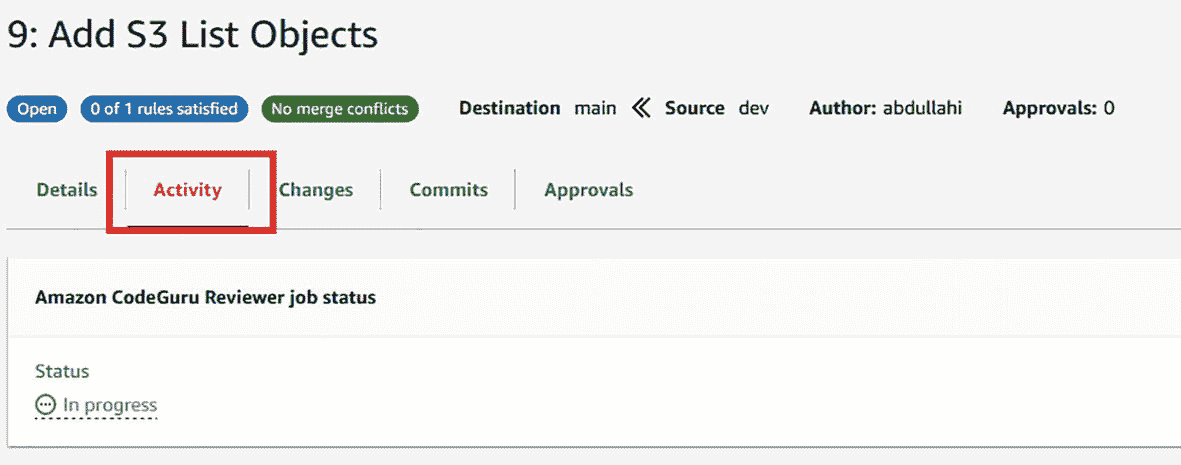 9: Add S3 List Objects
Open 0 of 1 rules satisfied No merge conflicts Destination main Source dev Author: abdullahi Approvals: 0
Details Activity Changes Commits Approvals
Amazon CodeGuru Reviewer job status
Status
In progress